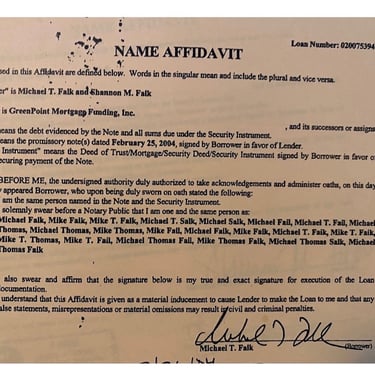 Loan Number: 0200753945
NAME AFFIDAVIT
sed in this Affidavit are defined below. Words in the singular mean and include the plural and vice versa.
er" is Michael T. Falk and Shannon M. Falk
is GreenPoint Mortgage Funding, Inc.
, and its successors or assigns
eans the debt evidenced by the Note and all sums due under the Security Instrument.
eans the promissory note(s) dated February 25, 2004, signed by Borrower in favor of Lender.
Instrument" means the Deed of Trust/Mortgage/Security Deed/Security Instrument signed by Borrower in favor o
ecuring payment of the Note.
BEFORE ME, the undersigned authority duly authorized to take acknowledgements and administer oaths, on this day
y appeared Borrower, who upon being duly sworn on oath stated the following:
am the same person named in the Note and the Security Instrument.
solemnly swear before a Notary Public that I am one and the same person as:
Michael Falk, Mike Falk, Mike T. Falk, Michael T. Salk, Michael Salk, Michael Fail, Michael T. Fail, Michael
Thomas, Michael Thomas, Mike Thomas, Mike Fail, Michael Falk, Mike Falk, Michael T. Falk, Mike T. Falk,
Mike T. Thomas, Mike T. Fail, Michael Thomas Fail, Mike Thomas Falk, Michael Thomas Salk, Michael
Thomas Falk
also swear and affirm that the signature below is my true and exact signature for execution of the Loan
ocumentation.
understand that this Affidavit is given as a material inducement to cause Lender to make the Loan to me and that any
alse statements, misrepresentations or material omissions may result in civil and criminal penalties.
Michael T. Falk
(Borrower)